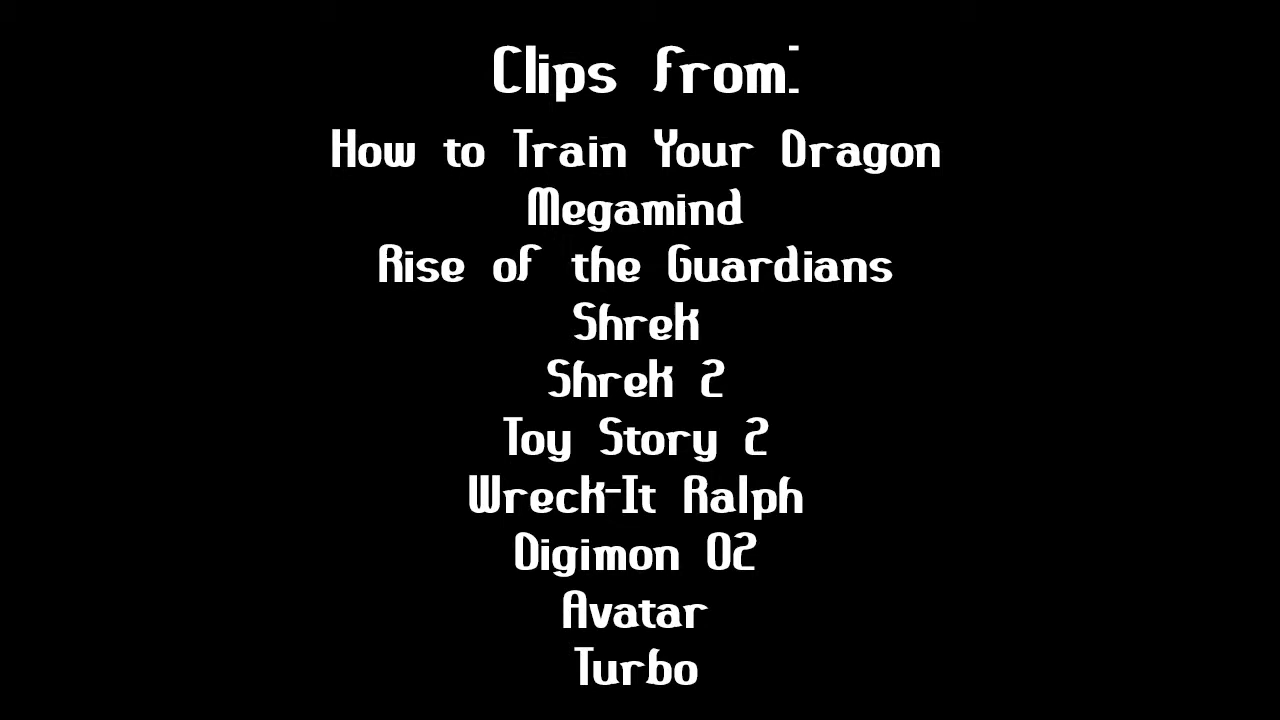 Clips from:
How to Train Your Dragon
Megamind
Rise of the Guardians
Shrek
Shrek 2
Toy Story 2
Wreck-It Ralph
Digimon 02
Avatar
Turbo